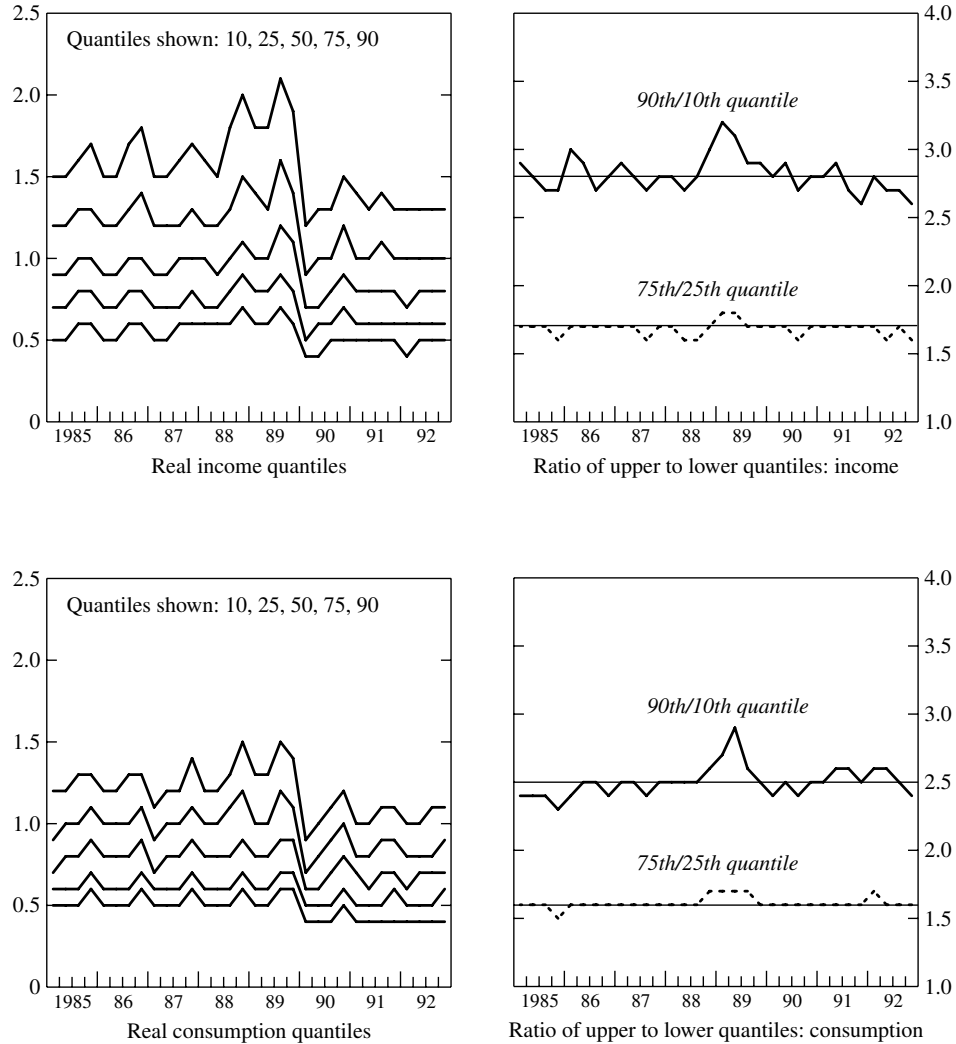 2.5
Quantiles shown: 10, 25, 50, 75, 90
2.0
1.5
1.0
0.5
0
1985 86 87 88 89 90 91 92
Real income quantiles
4.0
3.5
90th/10th quantile
3.0
2.5
75th/25th quantile
2.0
1.5
1.0
1985 86 87 88 89 90 91 92
Ratio of upper to lower quantiles: income
2.5
Quantiles shown: 10, 25, 50, 75, 90
2.0
1.5
1.0
0.5
0
1985 86 87 88 89 90 91 92
Real consumption quantiles
4.0
3.5
90th/10th quantile
3.0
2.5
75th/25th quantile
2.0
1.5
1.0
1985 86 87 88 89 90 91 92
Ratio of upper to lower quantiles: consumption